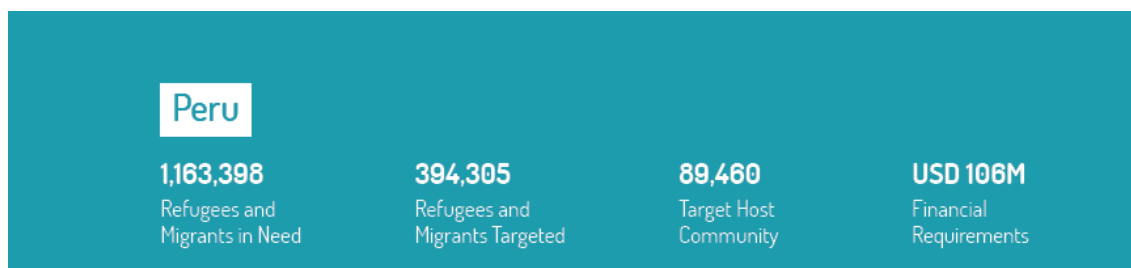 Peru
1,163,398
Refugees and
Migrants in Need
394,305
Refugees and
Migrants Targeted
89,460
Target Host
Community
USD 106M
Financial
Requirements